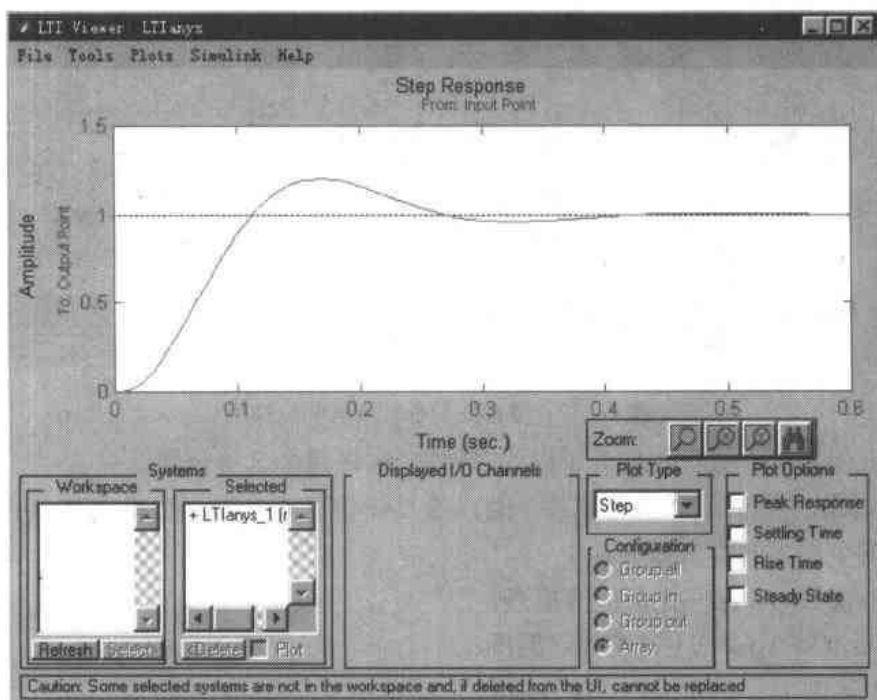 LTI Viewer LTIanyz
File Tools Plots Simulink Help
Step Response
From: Input Point
Amplitude
To: Output Point
1.5
1
0.5
0
0 0.1 0.2 0.3 0.4 0.5 0.6
Time (sec.)
Zoom:
Systems
Workspace
Refresh
Selected
+ LTIanys_1 (r
<Delete Plot
Displayed I/O Channels
Plot Type
Step
Configuration
Group all
Group in
Group out
Array
Plot Options
Peak Response
Settling Time
Rise Time
Steady State
Caution: Some selected systems are not in the workspace and, if deleted from the UI, cannot be replaced